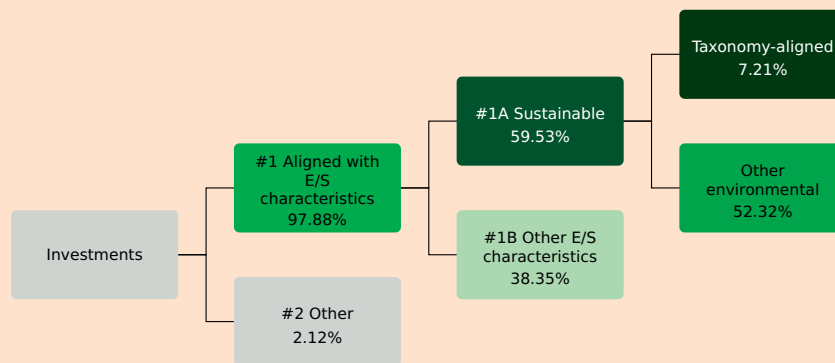 Investments
#1 Aligned with
E/S
characteristics
97.88%
#2 Other
2.12%
#1A Sustainable
59.53%
#1B Other E/S
characteristics
38.35%
Taxonomy-aligned
7.21%
Other
environmental
52.32%